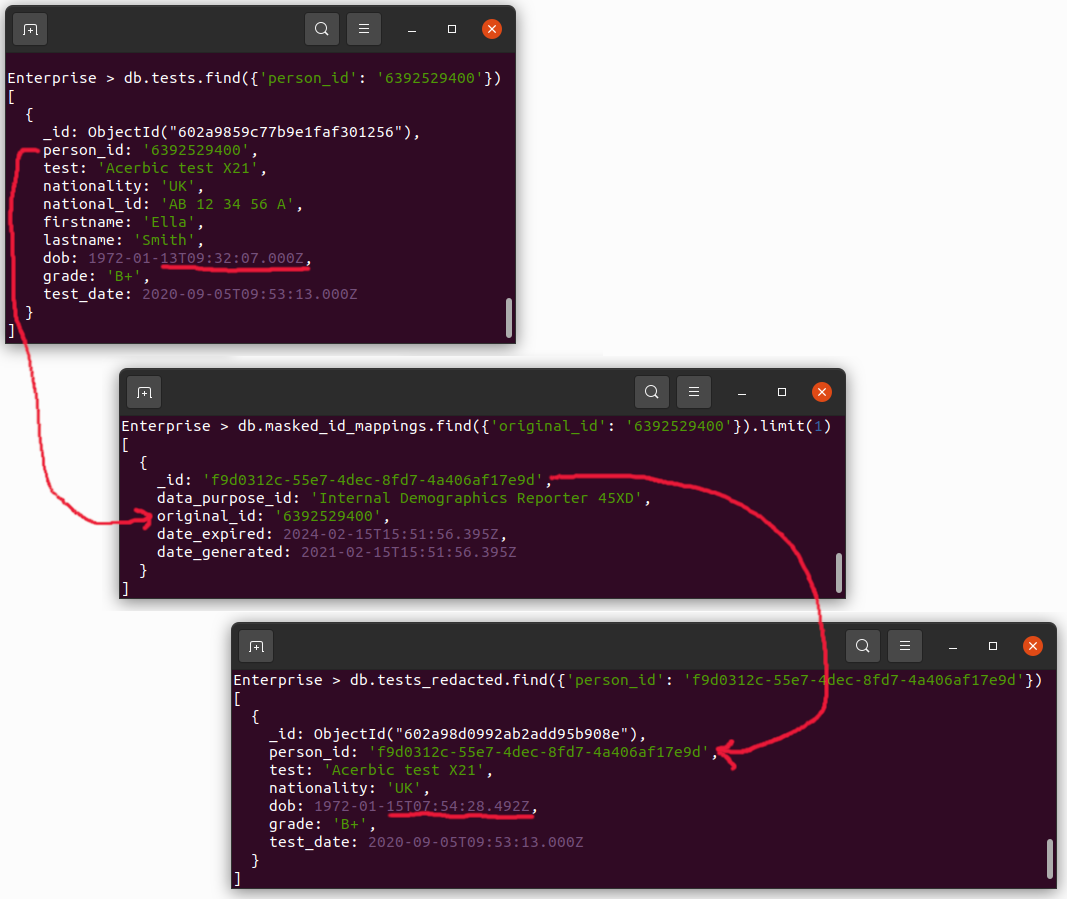 Enterprise > db.tests.find({'person_id': '6392529400'})
[
{
_id: ObjectId("602a9859c77b9e1faf301256"),
person_id: '6392529400',
test: 'Acerbic test X21',
nationality: 'UK',
national_id: 'AB 12 34 56 A',
firstname: 'Ella',
lastname: 'Smith',
dob: 1972-01-13T09:32:07.000Z,
grade: 'B+',
test_date: 2020-09-05T09:53:13.000Z
}
]
Enterprise > db.masked_id_mappings.find({'original_id': '6392529400'}).limit(1)
[
{
_id: 'f9d0312c-55e7-4dec-8fd7-4a406af17e9d',
data_purpose_id: 'Internal Demographics Reporter 45XD',
original_id: '6392529400',
date_expired: 2024-02-15T15:51:56.395Z,
date_generated: 2021-02-15T15:51:56.395Z
}
]
Enterprise > db.tests_redacted.find({'person_id': 'f9d0312c-55e7-4dec-8fd7-4a406af17e9d'})
[
{
_id: ObjectId("602a98d0992ab2add95b908e"),
person_id: 'f9d0312c-55e7-4dec-8fd7-4a406af17e9d',
test: 'Acerbic test X21',
nationality: 'UK',
dob: 1972-01-15T07:54:28.492Z,
grade: 'B+',
test_date: 2020-09-05T09:53:13.000Z
}
]